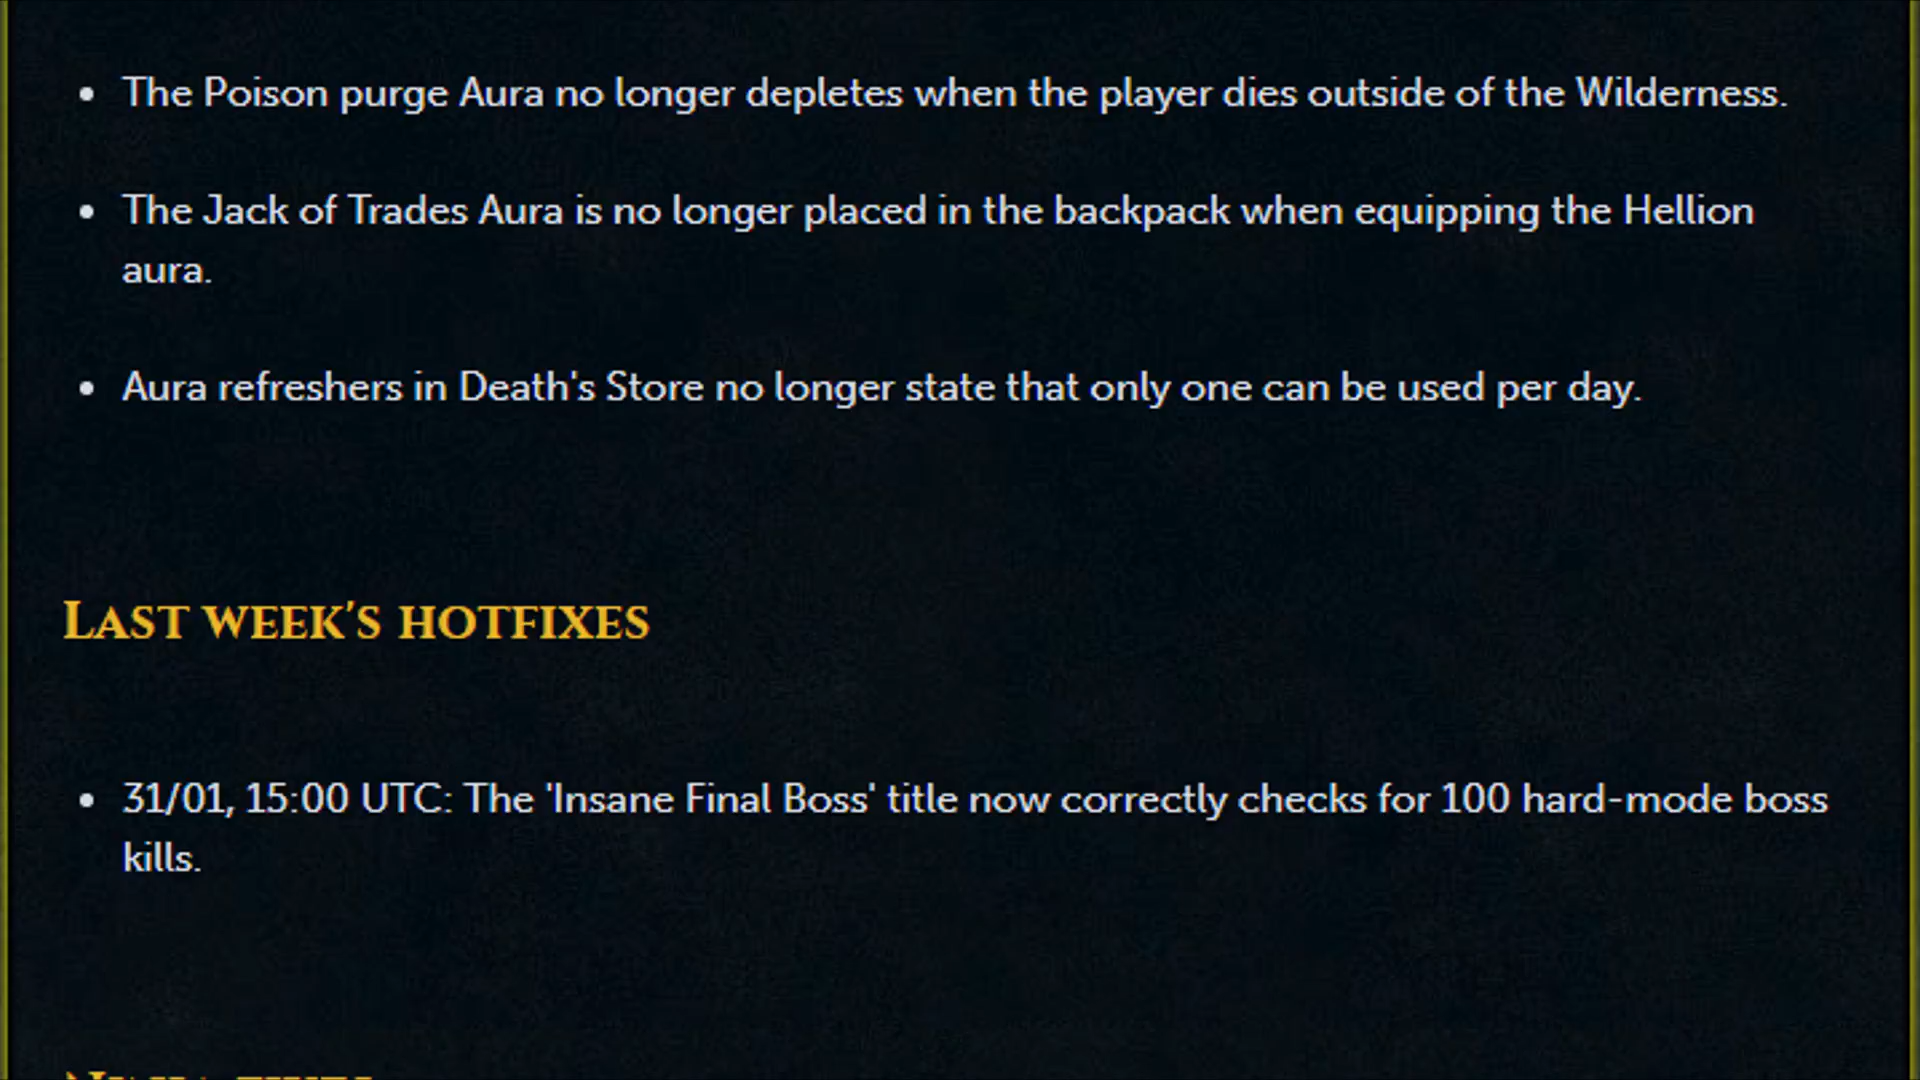 • The Poison purge Aura no longer depletes when the player dies outside of the Wilderness.
• The Jack of Trades Aura is no longer placed in the backpack when equipping the Hellion
aura.
• Aura refreshers in Death's Store no longer state that only one can be used per day.
LAST WEEK'S HOTFIXES
• 31/01, 15:00 UTC: The 'Insane Final Boss' title now correctly checks for 100 hard-mode boss
kills.